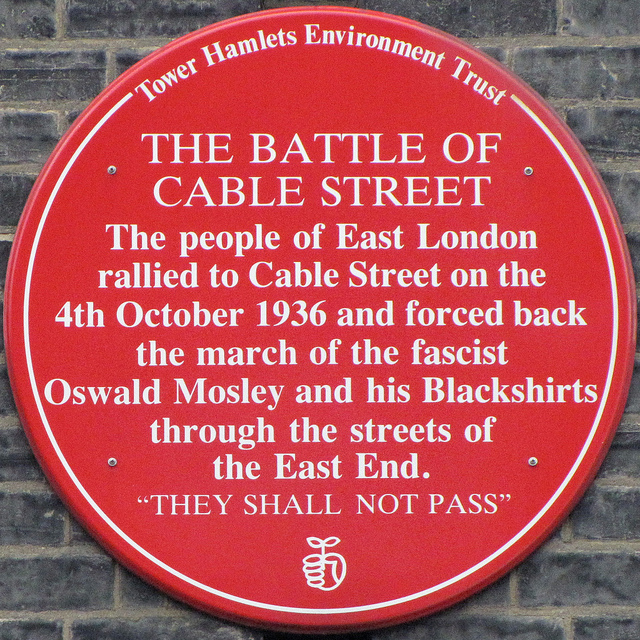 Tower Hamlets Environment Trust
THE BATTLE OF
CABLE STREET
The people of East London
rallied to Cable Street on the
4th October 1936 and forced back
the march of the fascist
Oswald Mosley and his Blackshirts
through the streets of
the East End.
“THEY SHALL NOT PASS”